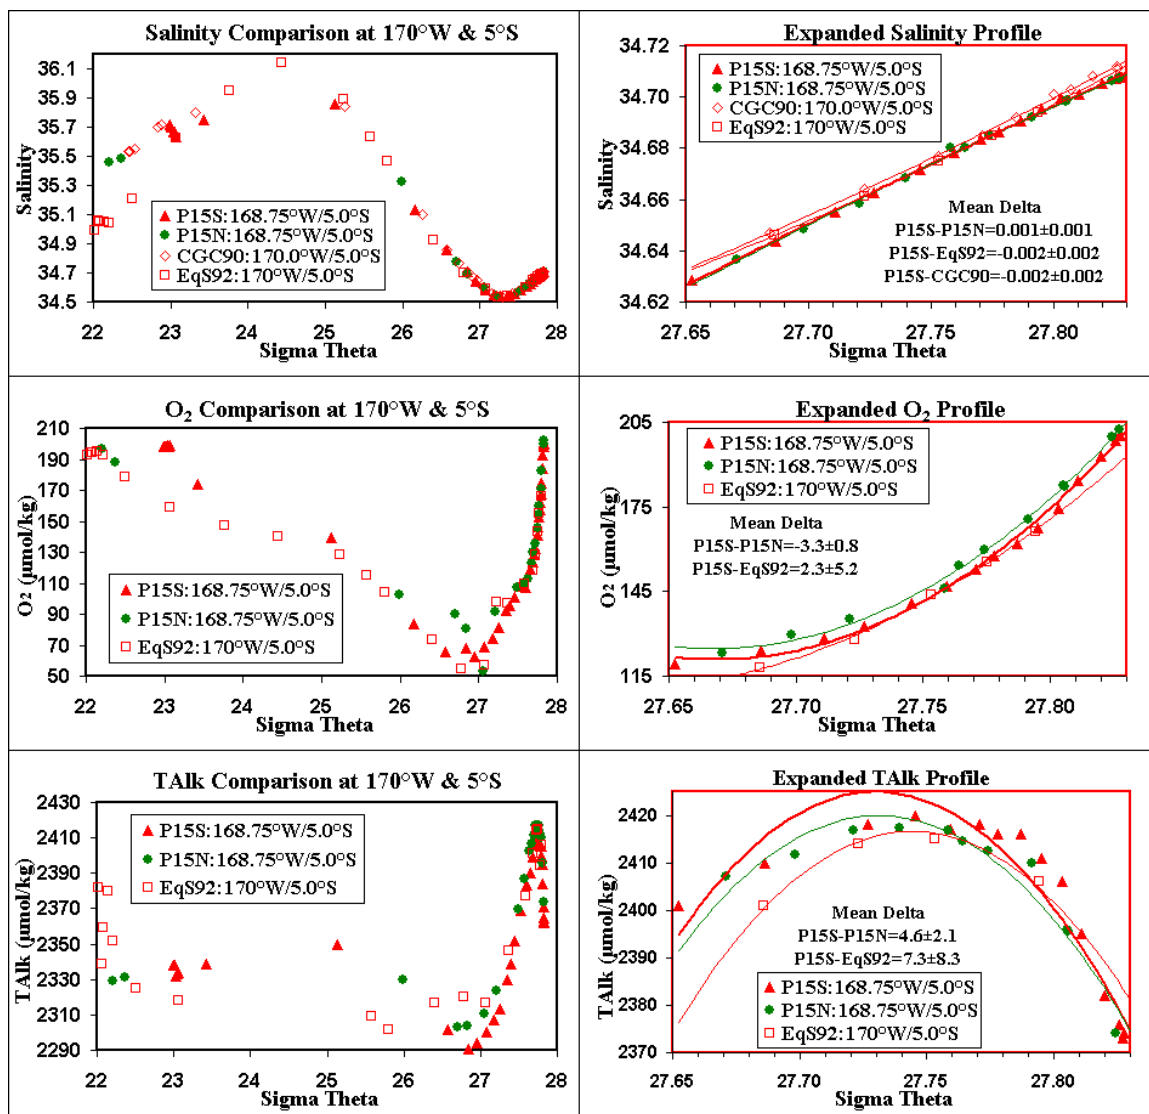 Salinity Comparison at 170°W & 5°S
36.1
35.9
35.7
35.5
35.3
35.1
34.9
34.7
34.5
Salinity
P15S:168.75°W/5.0°S
P15N:168.75°W/5.0°S
CGC90:170.0°W/5.0°S
EqS92:170°W/5.0°S
22 23 24 25 26 27 28
Sigma Theta
Expanded Salinity Profile
34.72
34.70
34.68
34.66
34.64
34.62
Salinity
P15S:168.75°W/5.0°S
P15N:168.75°W/5.0°S
CGC90:170.0°W/5.0°S
EqS92:170°W/5.0°S
Mean Delta
P15S-P15N=0.001±0.001
P15S-EqS92=-0.002±0.002
P15S-CGC90=-0.002±0.002
27.65 27.70 27.75 27.80
Sigma Theta
O₂ Comparison at 170°W & 5°S
210
190
170
150
130
110
90
70
50
O₂ (µmol/kg)
P15S:168.75°W/5.0°S
P15N:168.75°W/5.0°S
EqS92:170°W/5.0°S
22 23 24 25 26 27 28
Sigma Theta
Expanded O₂ Profile
205
175
145
115
O₂ (µmol/kg)
P15S:168.75°W/5.0°S
P15N:168.75°W/5.0°S
EqS92:170°W/5.0°S
Mean Delta
P15S-P15N=-3.3±0.8
P15S-EqS92=2.3±5.2
27.65 27.70 27.75 27.80
Sigma Theta
TAlk Comparison at 170°W & 5°S
2430
2410
2390
2370
2350
2330
2310
2290
TAlk (µmol/kg)
P15S:168.75°W/5.0°S
P15N:168.75°W/5.0°S
EqS92:170°W/5.0°S
22 23 24 25 26 27 28
Sigma Theta
Expanded TAlk Profile
2420
2410
2400
2390
2380
2370
TAlk (µmol/kg)
Mean Delta
P15S-P15N=4.6±2.1
P15S-EqS92=7.3±8.3
P15S:168.75°W/5.0°S
P15N:168.75°W/5.0°S
EqS92:170°W/5.0°S
27.65 27.70 27.75 27.80
Sigma Theta